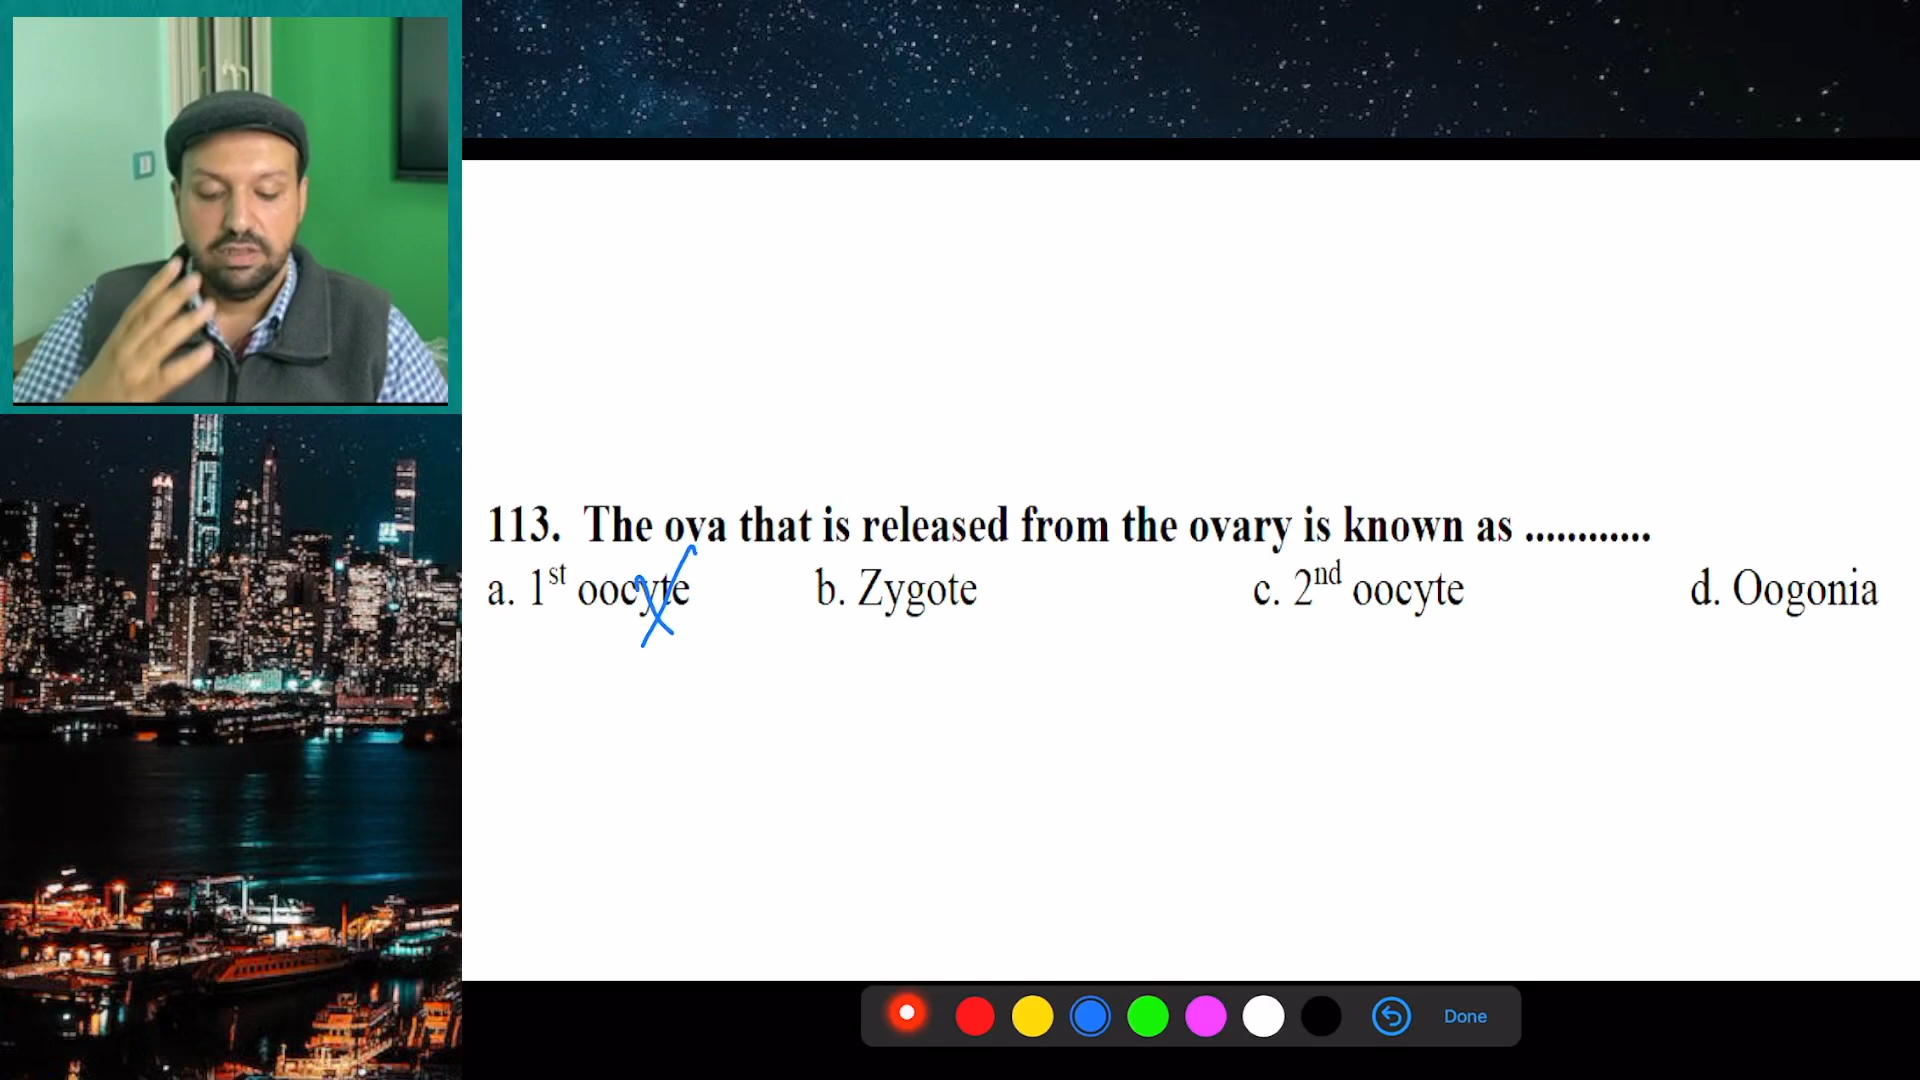 113. The ova that is released from the ovary is known as ............
a. 1st oocyte b. Zygote c. 2nd oocyte d. Oogonia
Done